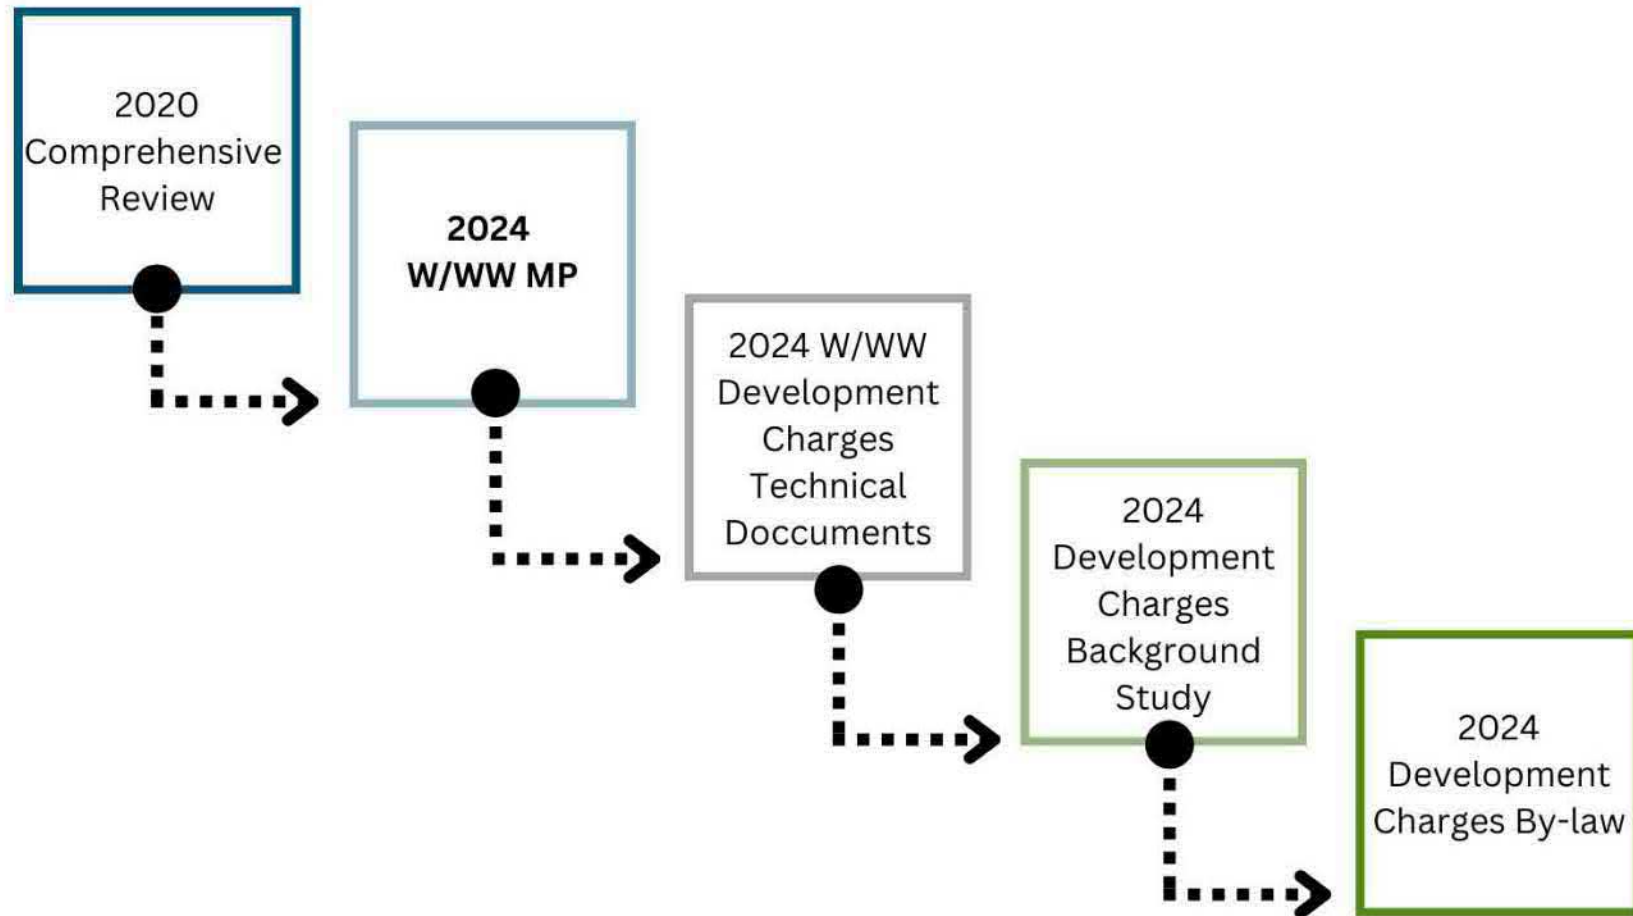 2020
Comprehensive
Review
2024
W/WW MP
2024 W/WW
Development
Charges
Technical
Doccuments
2024
Development
Charges
Background
Study
2024
Development
Charges By-law